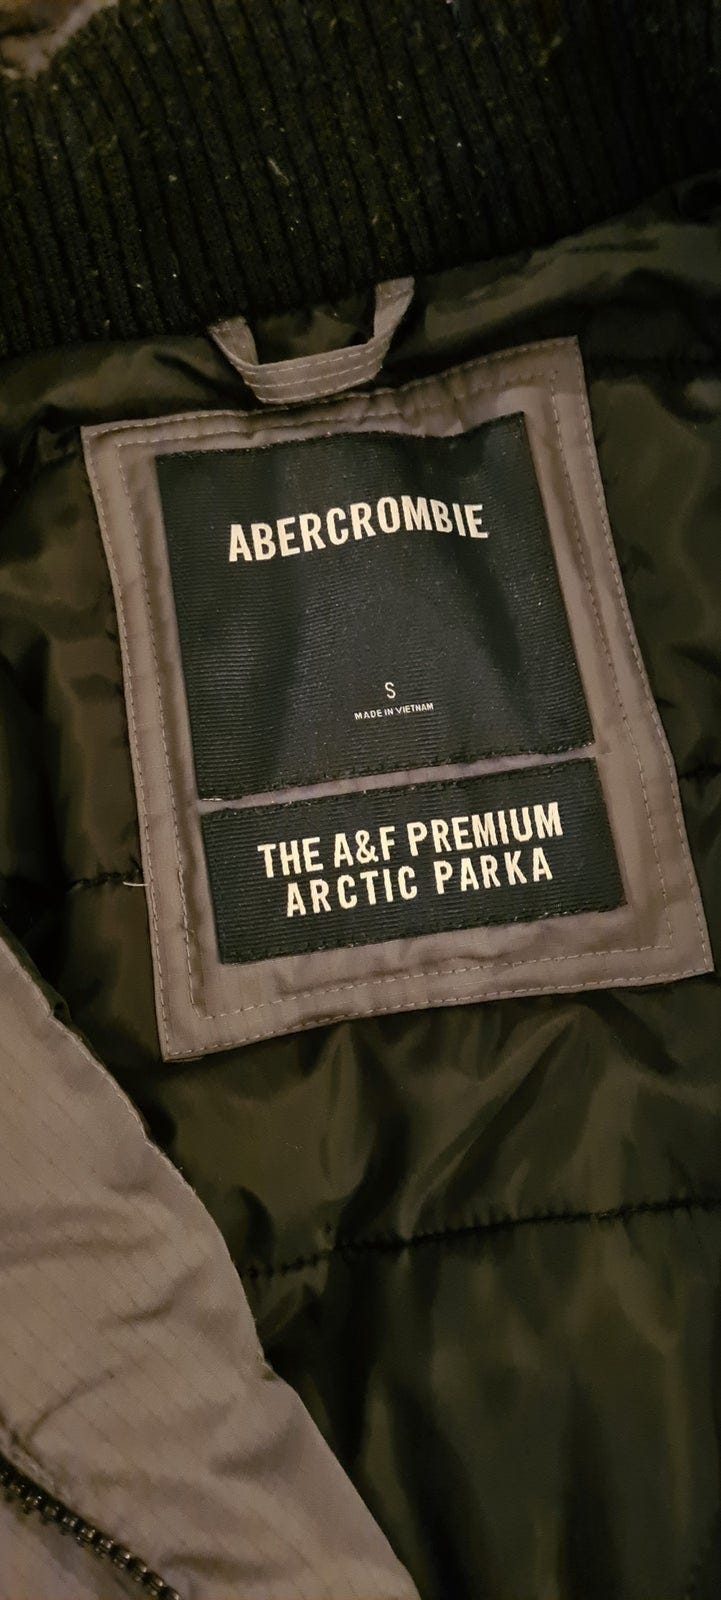 ABERCROMBIE
S
MADE IN VIETNAM
THE A&F PREMIUM
ARCTIC PARKA